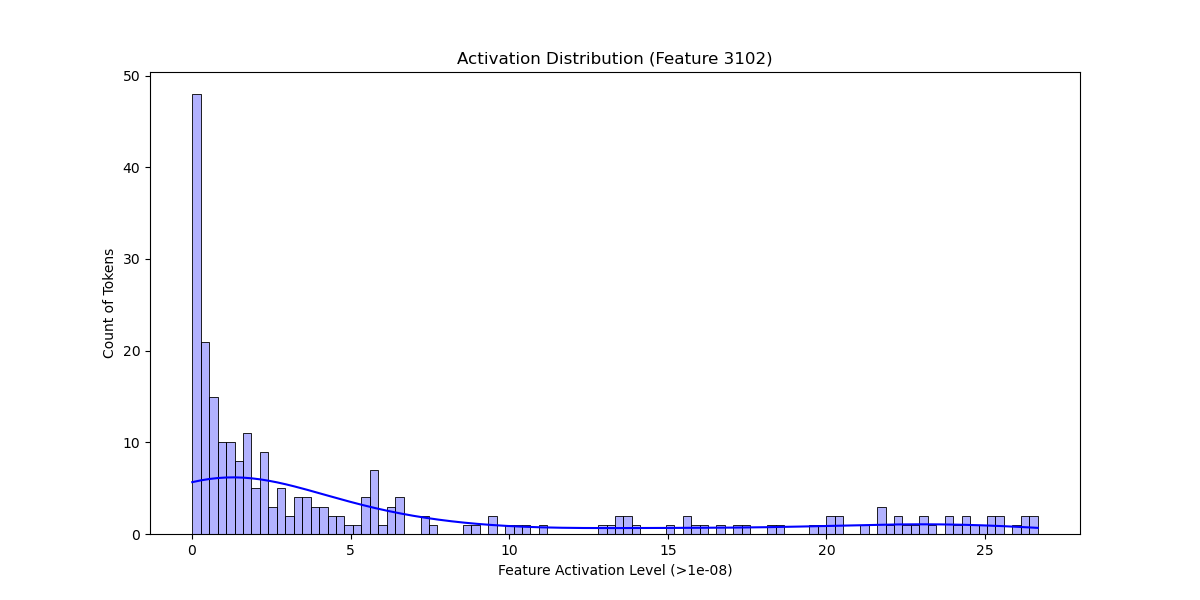 Activation Distribution (Feature 3102)
50
40
30
20
10
0
Count of Tokens
0 5 10 15 20 25
Feature Activation Level (>1e-08)